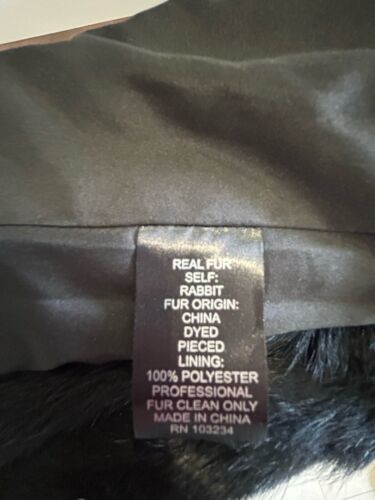 REAL FUR
SELF:
RABBIT
FUR ORIGIN:
CHINA
DYED
PIECED
LINING:
100% POLYESTER
PROFESSIONAL
FUR CLEAN ONLY
MADE IN CHINA
RN 103234